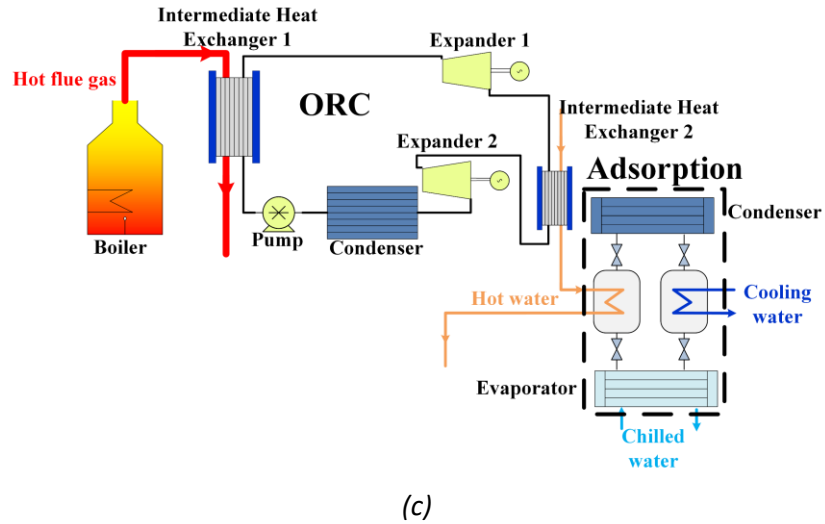 Intermediate Heat
Exchanger 1
Expander 1
Hot flue gas
ORC
Intermediate Heat
Exchanger 2
Expander 2
Adsorption
Condenser
Boiler
Pump
Condenser
Hot water
Cooling
water
Evaporator
Chilled
water
(c)